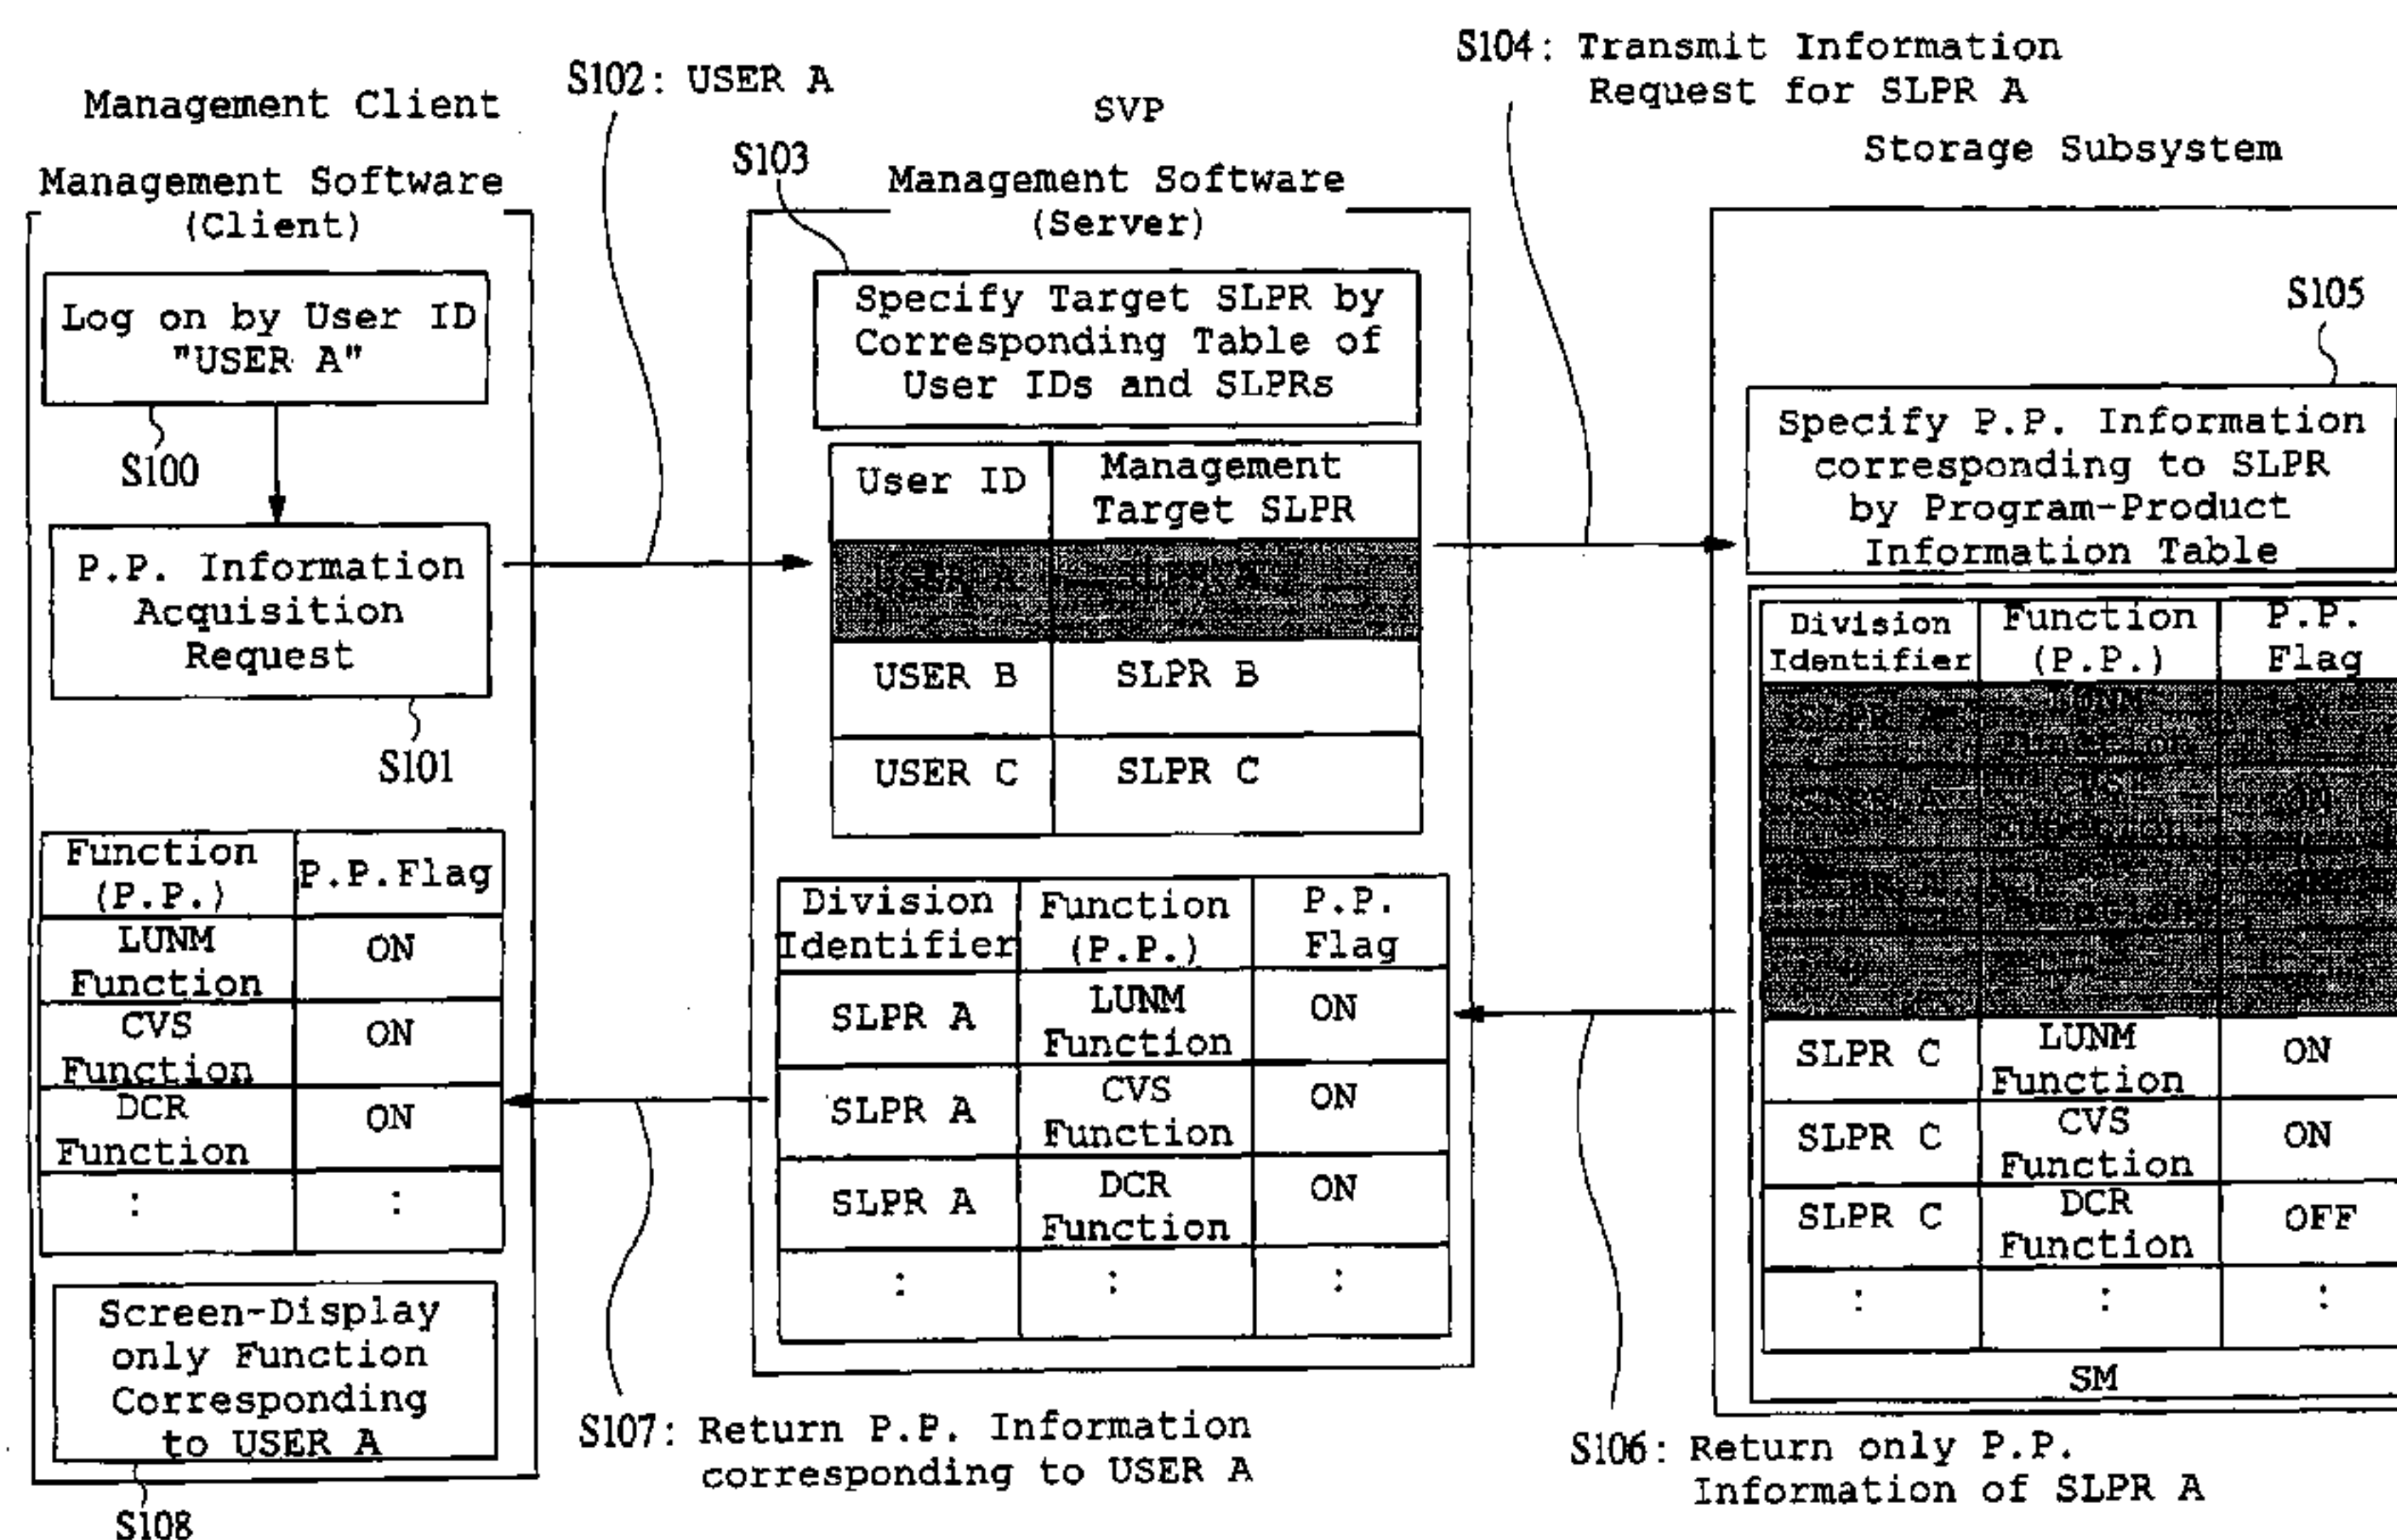 Management Client
Management Software
(Client)
Log on by User ID
"USER A"
S100
P.P. Information
Acquisition
Request
S101
Function
(P.P.)
P.P.Flag
LUNM
Function
ON
CVS
Function
ON
DCR
Function
ON
:
:
Screen-Display
only Function
Corresponding
to USER A
S108
S102: USER A
SVP
S103
Management Software
(Server)
Specify Target SLPR by
Corresponding Table of
User IDs and SLPRs
User ID
Management
Target SLPR
USER B
SLPR B
USER C
SLPR C
Division
Identifier
Function
(P.P.)
P.P.
Flag
SLPR A
LUNM
Function
ON
SLPR A
CVS
Function
ON
SLPR A
DCR
Function
ON
:
:
:
S107: Return P.P. Information
corresponding to USER A
S104: Transmit Information
Request for SLPR A
Storage Subsystem
S105
Specify P.P. Information
corresponding to SLPR
by Program-Product
Information Table
Division
Identifier
Function
(P.P.)
P.P.
Flag
SLPR C
LUNM
Function
ON
SLPR C
CVS
Function
ON
SLPR C
DCR
Function
OFF
:
:
:
SM
S106: Return only P.P.
Information of SLPR A